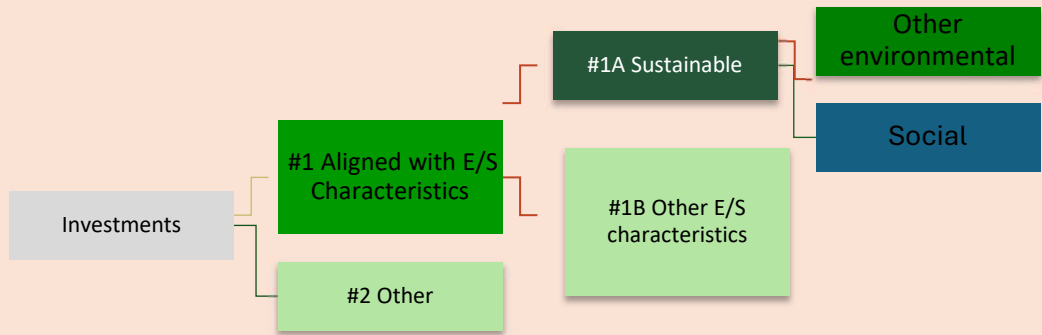 Other
environmental
#1A Sustainable
Social
#1 Aligned with E/S
Characteristics
#1B Other E/S
characteristics
Investments
#2 Other